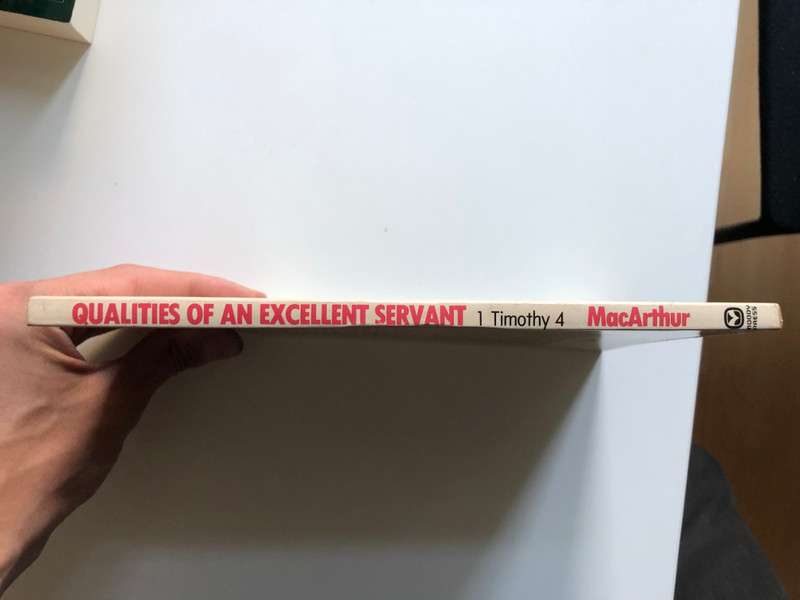 QUALITIES OF AN EXCELLENT SERVANT 1 Timothy 4 MacArthur
MOODY
PRESS